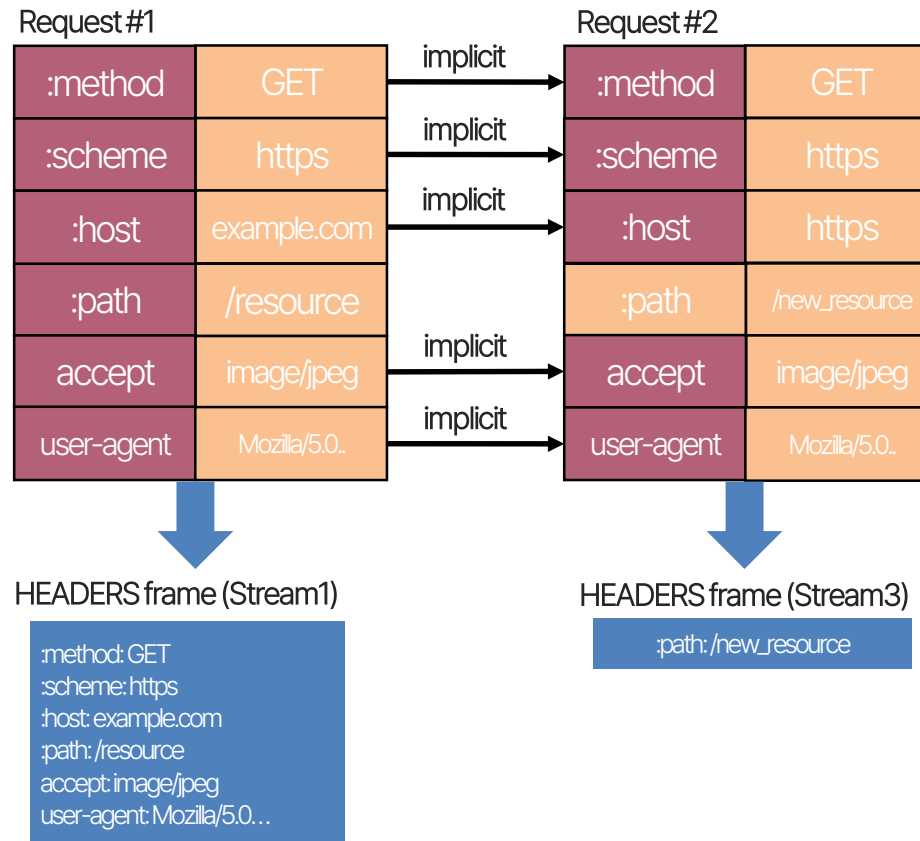 Request #1
:method GET
:scheme https
:host example.com
:path /resource
accept image/jpeg
user-agent Mozilla/5.0..
implicit
implicit
implicit
implicit
implicit
Request #2
:method GET
:scheme https
:host https
:path /new_resource
accept image/jpeg
user-agent Mozilla/5.0..
HEADERS frame (Stream1)
:method: GET
:scheme: https
:host: example.com
:path: /resource
accept: image/jpeg
user-agent: Mozilla/5.0...
HEADERS frame (Stream3)
:path: /new_resource